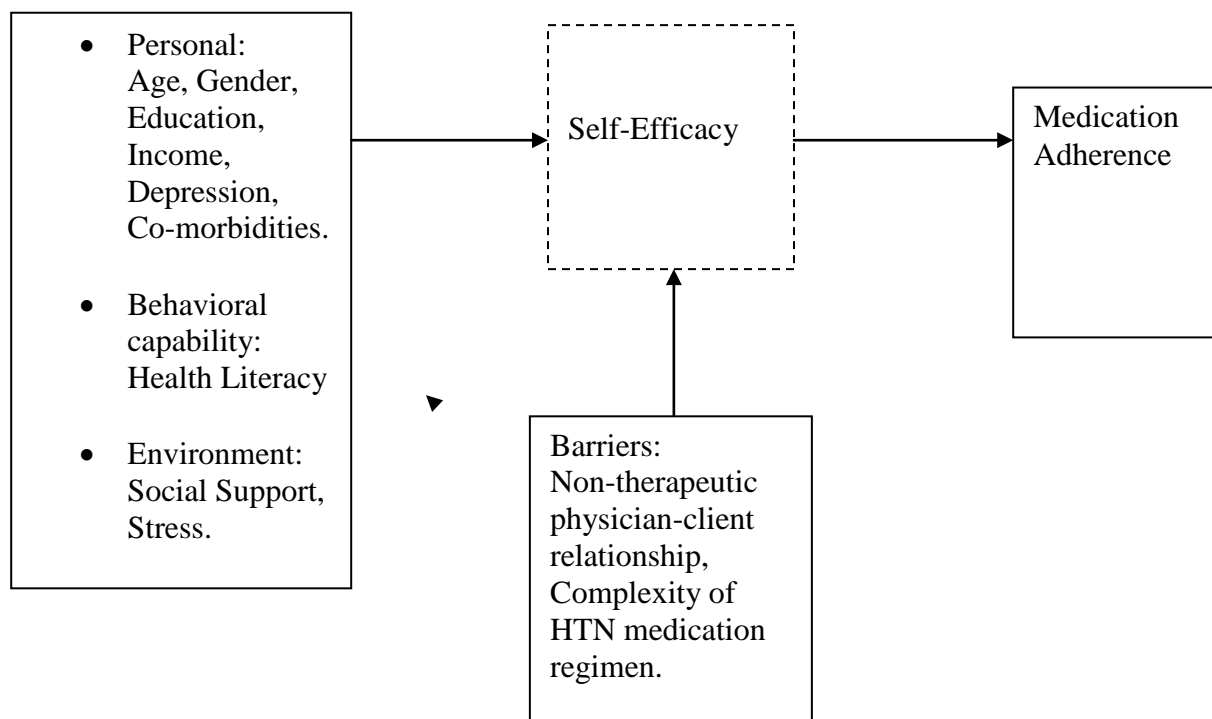 Personal:
Age, Gender,
Education,
Income,
Depression,
Co-morbidities.
Behavioral
capability:
Health Literacy
Environment:
Social Support,
Stress.
Self-Efficacy
Medication
Adherence
Barriers:
Non-therapeutic
physician-client
relationship,
Complexity of
HTN medication
regimen.